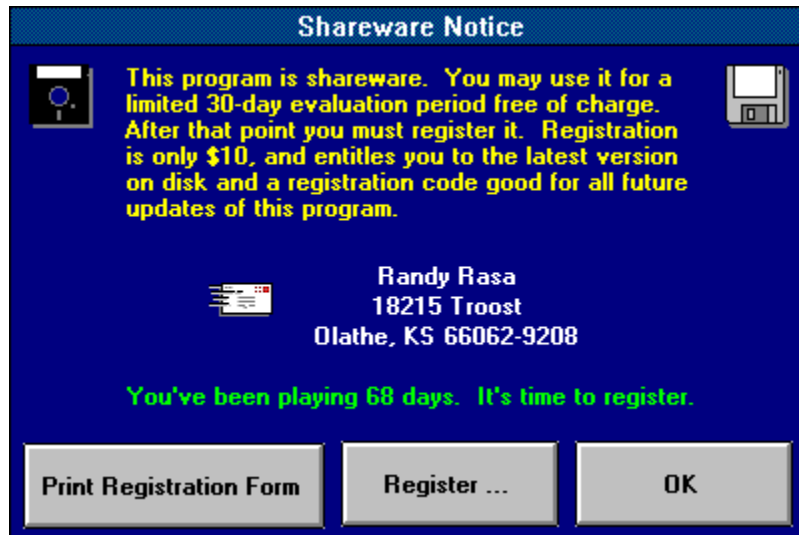 Shareware Notice
This program is shareware.  You may use it for a
limited 30-day evaluation period free of charge.
After that point you must register it.  Registration
is only $10, and entitles you to the latest version
on disk and a registration code good for all future
updates of this program.
Randy Rasa
18215 Troost
Olathe, KS 66062-9208
You've been playing 68 days.  It's time to register.
Print Registration Form
Register ...
OK